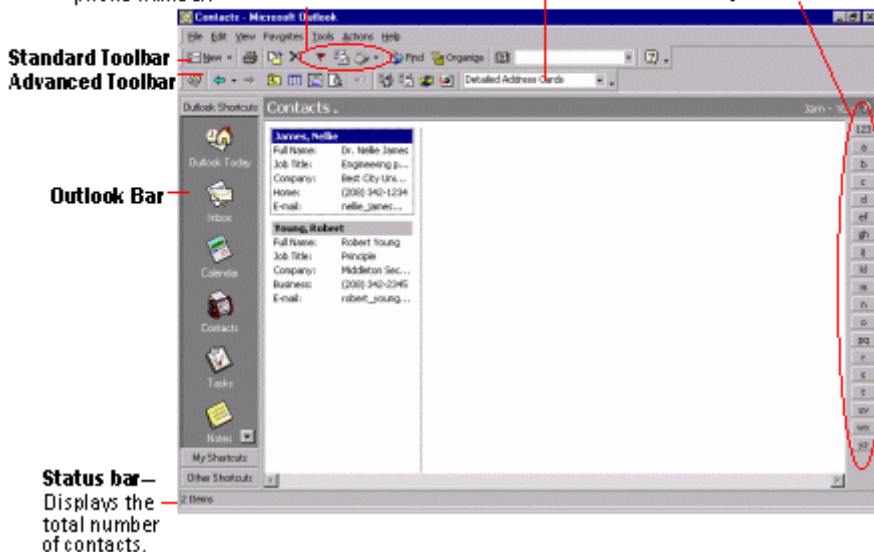 Contacts - Microsoft Outlook
File Edit View Favorites Tools Actions Help
Standard Toolbar
New Find Organize
Advanced Toolbar
Detailed Address Cards
Outlook Shortcuts
Contacts .
Jam - 
James, Nellie
Full Name: Dr. Nellie James
Job Title: Engineering p...
Company: Best City Uni...
Home: (208) 342-1234
E-mail: nellie_james...
Young, Robert
Full Name: Robert Young
Job Title: Principle
Company: Middleton Sec...
Business: (208) 342-2345
E-mail: robert_young...
Outlook Today
Outlook Bar
Inbox
Calendar
Contacts
Tasks
Notes
My Shortcuts
Other Shortcuts
123
a
b
c
d
ef
gh
ij
kl
m
n
o
pq
r
s
t
uv
wx
yz
Status bar—
Displays the
total number
of contacts.
2 Items